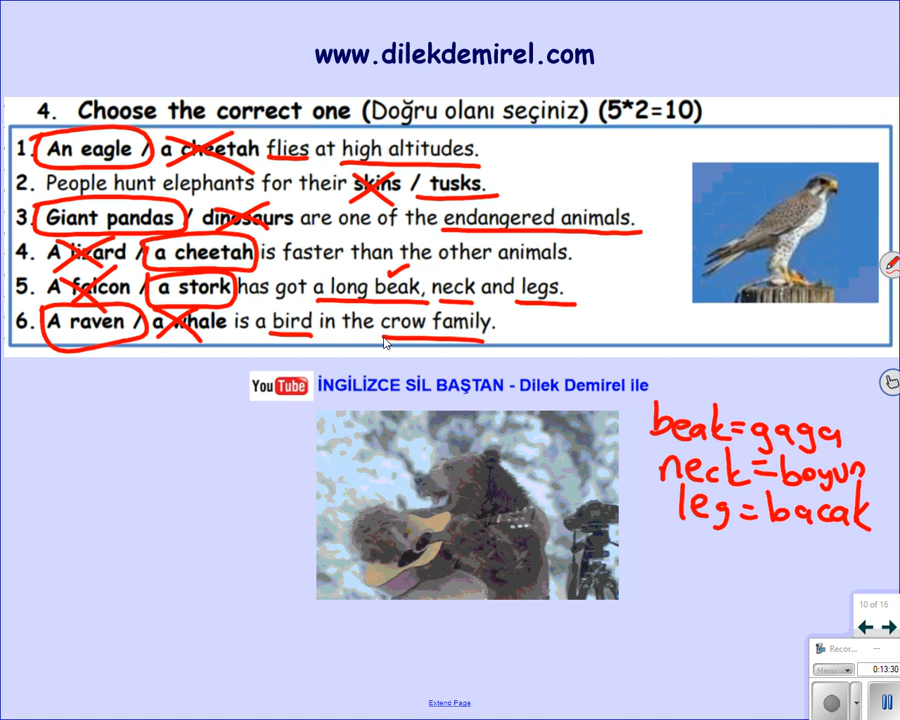 www.dilekdemirel.com
4. Choose the correct one (Doğru olanı seçiniz) (5*2=10)
1. An eagle / a cheetah flies at high altitudes.
2. People hunt elephants for their skins / tusks.
3. Giant pandas / dinosaurs are one of the endangered animals.
4. A lizard / a cheetah is faster than the other animals.
5. A falcon / a stork has got a long beak, neck and legs.
6. A raven / a whale is a bird in the crow family.
YouTube İNGİLİZCE SİL BAŞTAN - Dilek Demirel ile
beak=gaga
neck=boyun
leg=bacak
10 of 16
Recor...
Menu
0:13:30
Extend Page